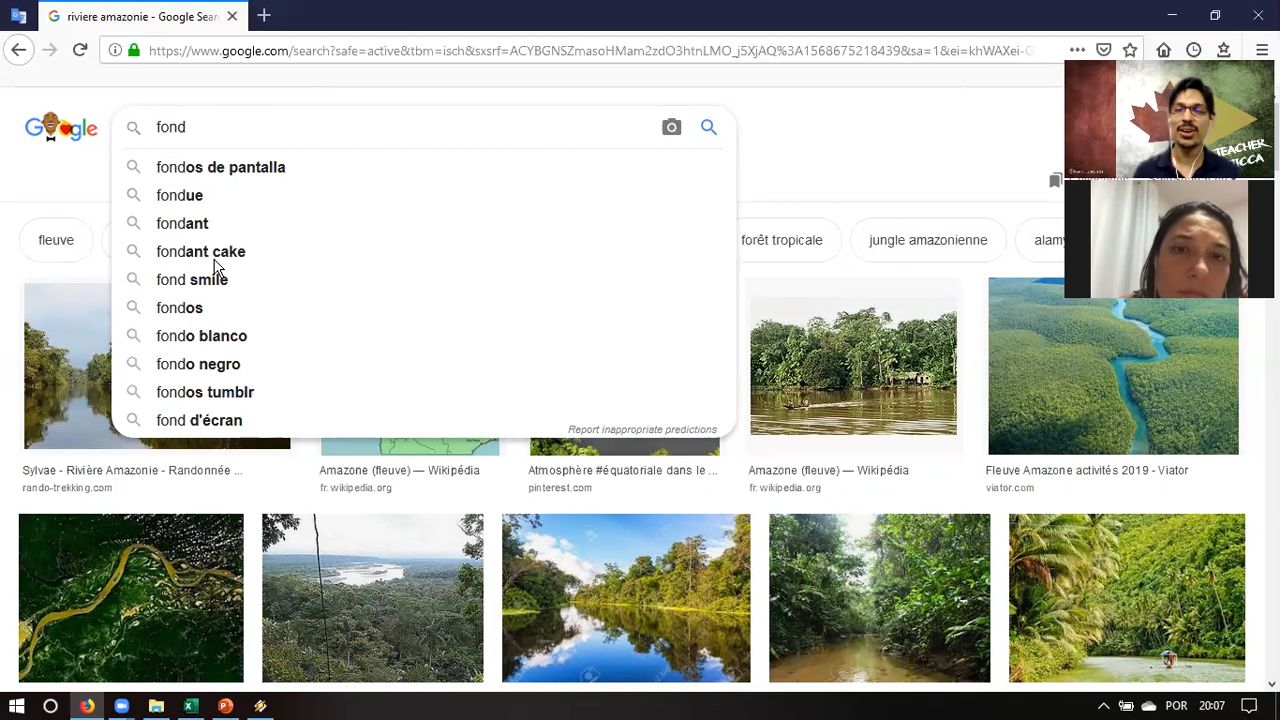 riviere amazonie - Google Sear
https://www.google.com/search?safe=active&tbm=isch&sxsrf=ACYBGNSZmasoHMam2zdO3htnLMO_j5XjAQ%3A1568675218439&sa=1&ei=khWAXei-G
Google
fond
fondos de pantalla
fondue
fondant
fondant cake
fond smile
fondos
fondo blanco
fondo negro
fondos tumblr
fond d'écran
Report inappropriate predictions
TEACHER
fleuve
forêt tropicale
jungle amazonienne
Sylvae - Rivière Amazonie - Randonnée ...
rando-trekking.com
Amazone (fleuve) — Wikipédia
fr.wikipedia.org
Atmosphère #équatoriale dans le ...
pinterest.com
Amazone (fleuve) — Wikipédia
fr.wikipedia.org
Fleuve Amazone activités 2019 - Viator
viator.com
POR
20:07